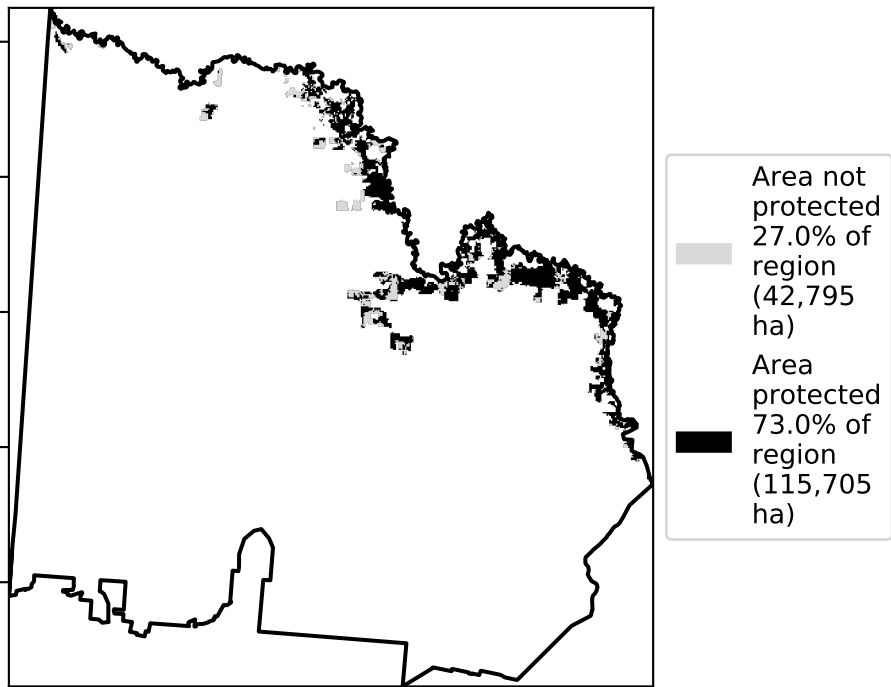 Area not
protected
27.0% of
region
(42,795
ha)
Area
protected
73.0% of
region
(115,705
ha)